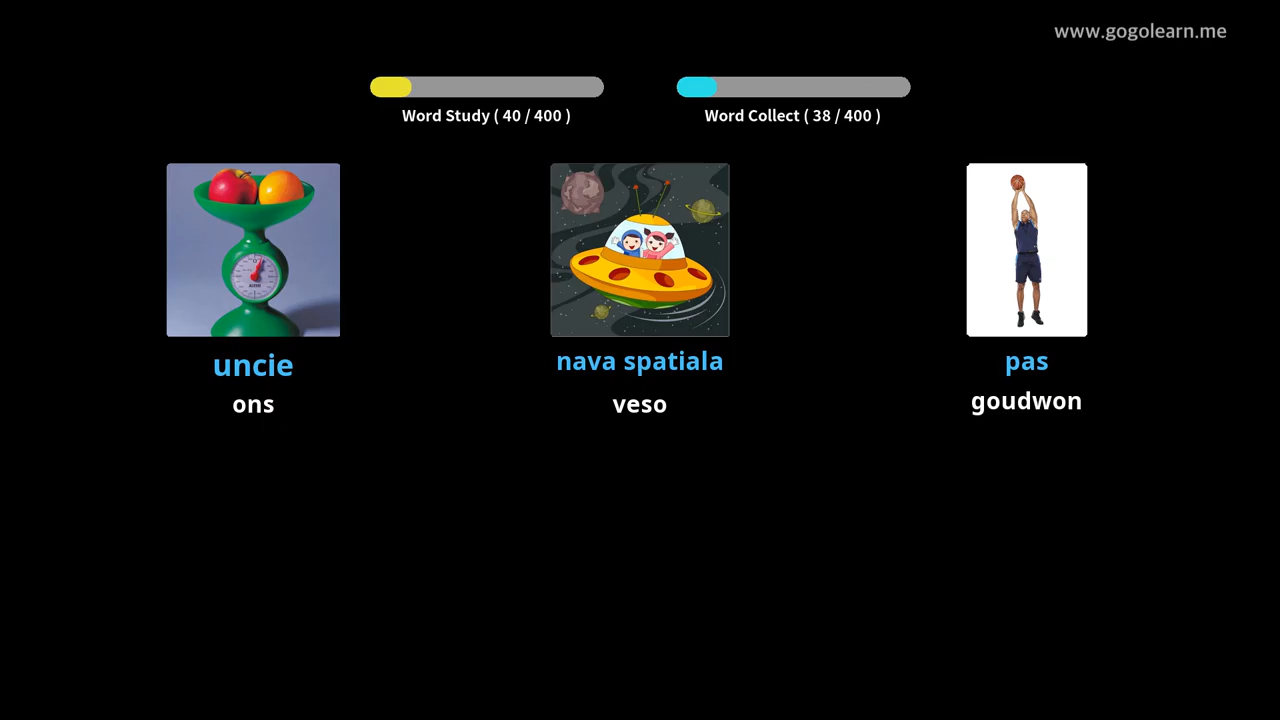 www.gogolearn.me
Word Study ( 40 / 400 )
Word Collect ( 38 / 400 )
uncie
nava spatiala
pas
ons
veso
goudwon